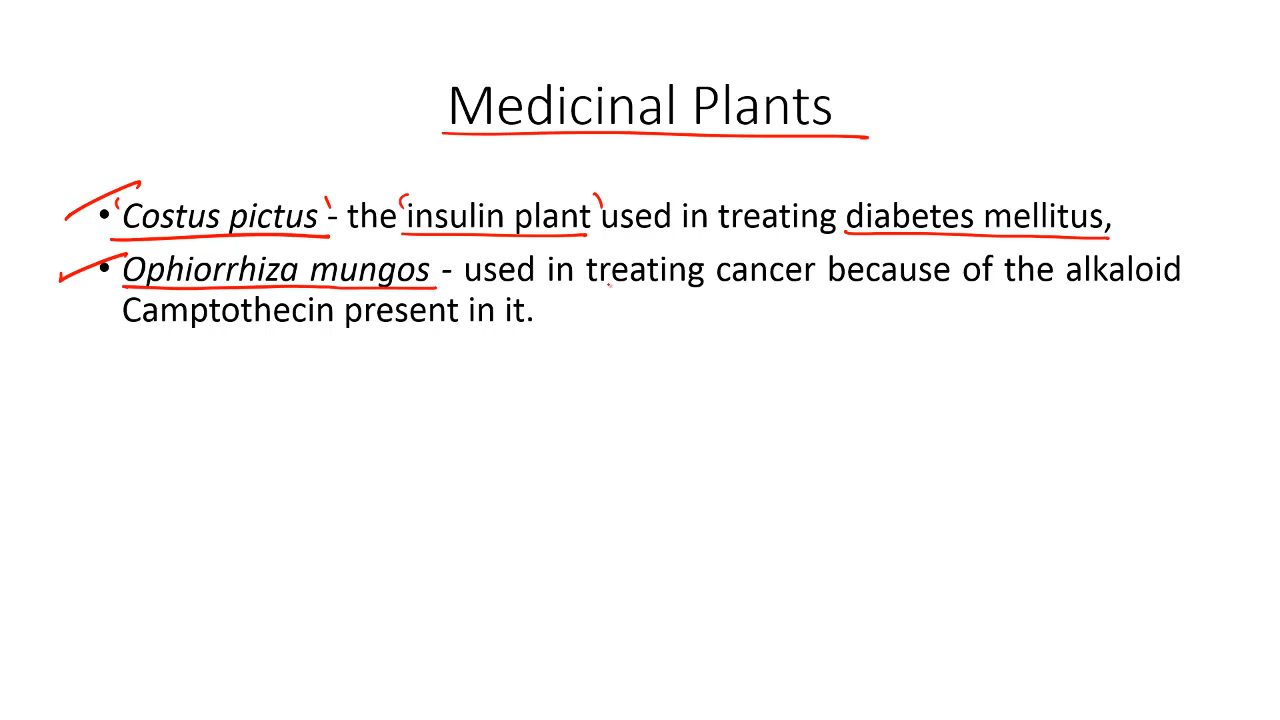 Medicinal Plants
• Costus pictus - the insulin plant used in treating diabetes mellitus,
• Ophiorrhiza mungos - used in treating cancer because of the alkaloid
Camptothecin present in it.